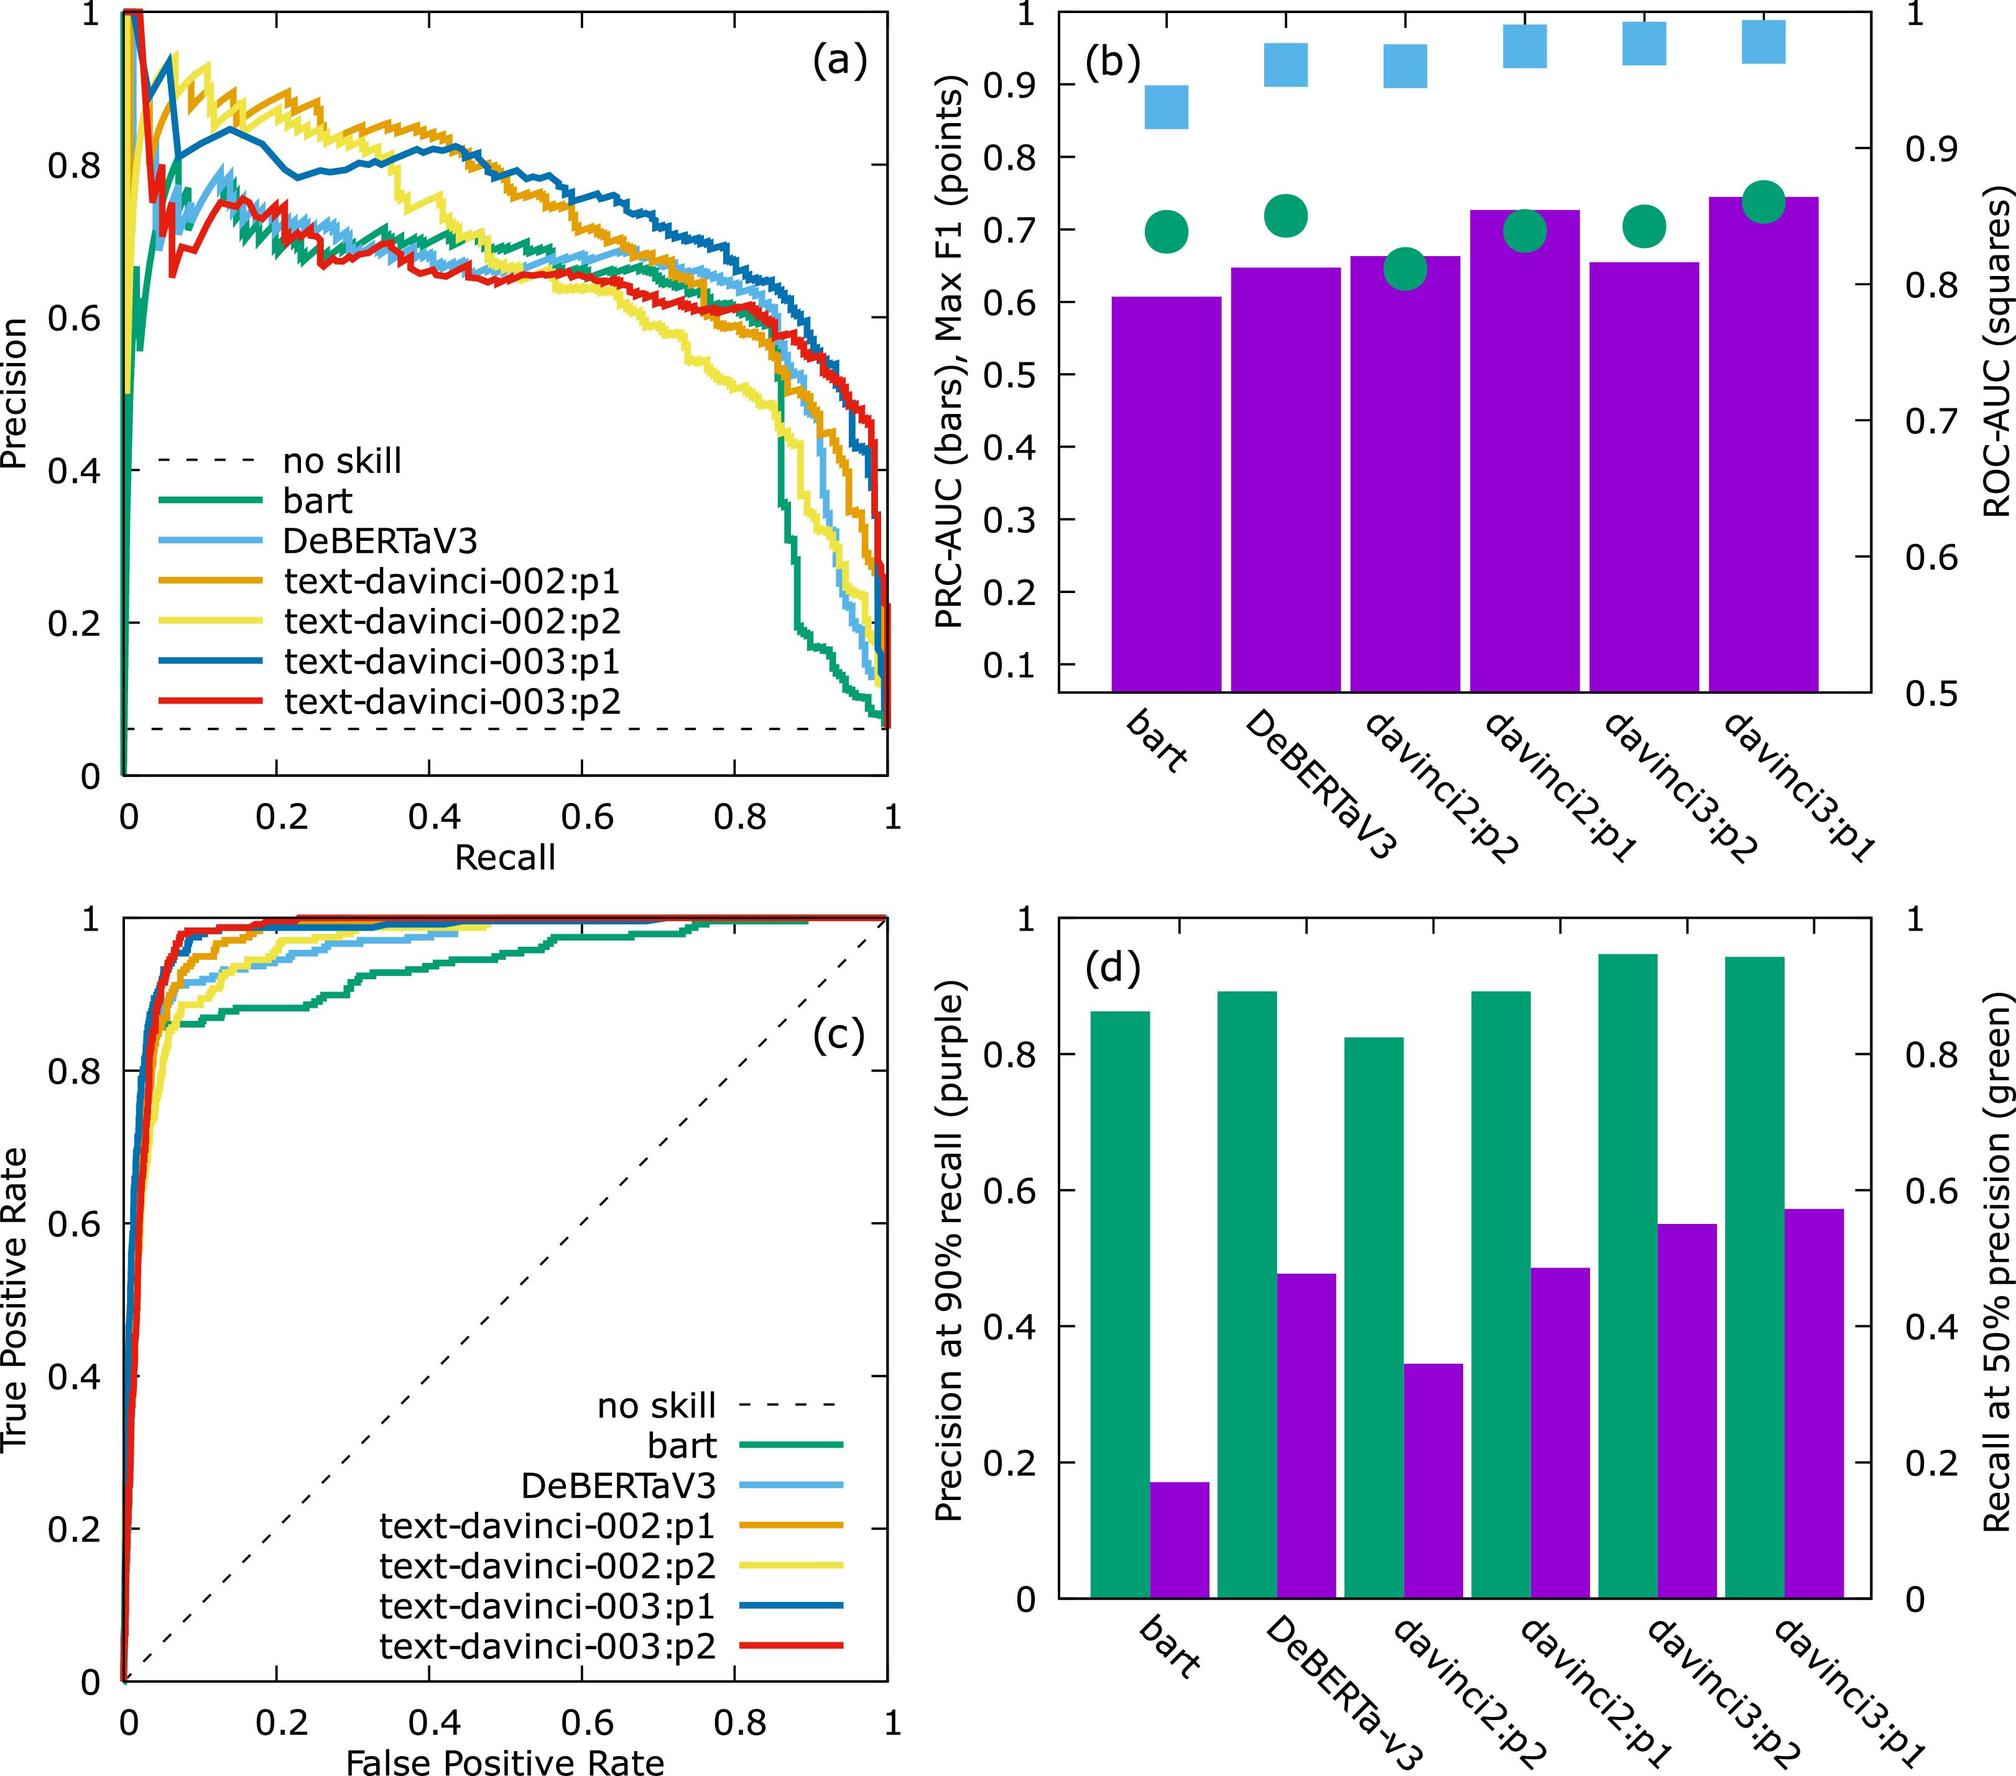 (a)
Precision
1
0.8
0.6
0.4
0.2
0
no skill
bart
DeBERTaV3
text-davinci-002:p1
text-davinci-002:p2
text-davinci-003:p1
text-davinci-003:p2
0 0.2 0.4 0.6 0.8 1
Recall
(b)
PRC-AUC (bars), Max F1 (points)
1
0.9
0.8
0.7
0.6
0.5
0.4
0.3
0.2
0.1
1
0.9
0.8
0.7
0.6
0.5
ROC-AUC (squares)
bart
DeBERTaV3
davinci2:p2
davinci2:p1
davinci3:p2
davinci3:p1
(c)
True Positive Rate
1
0.8
0.6
0.4
0.2
0
no skill
bart
DeBERTaV3
text-davinci-002:p1
text-davinci-002:p2
text-davinci-003:p1
text-davinci-003:p2
0 0.2 0.4 0.6 0.8 1
False Positive Rate
(d)
Precision at 90% recall (purple)
1
0.8
0.6
0.4
0.2
0
1
0.8
0.6
0.4
0.2
0
Recall at 50% precision (green)
bart
DeBERTa-v3
davinci2:p2
davinci2:p1
davinci3:p2
davinci3:p1